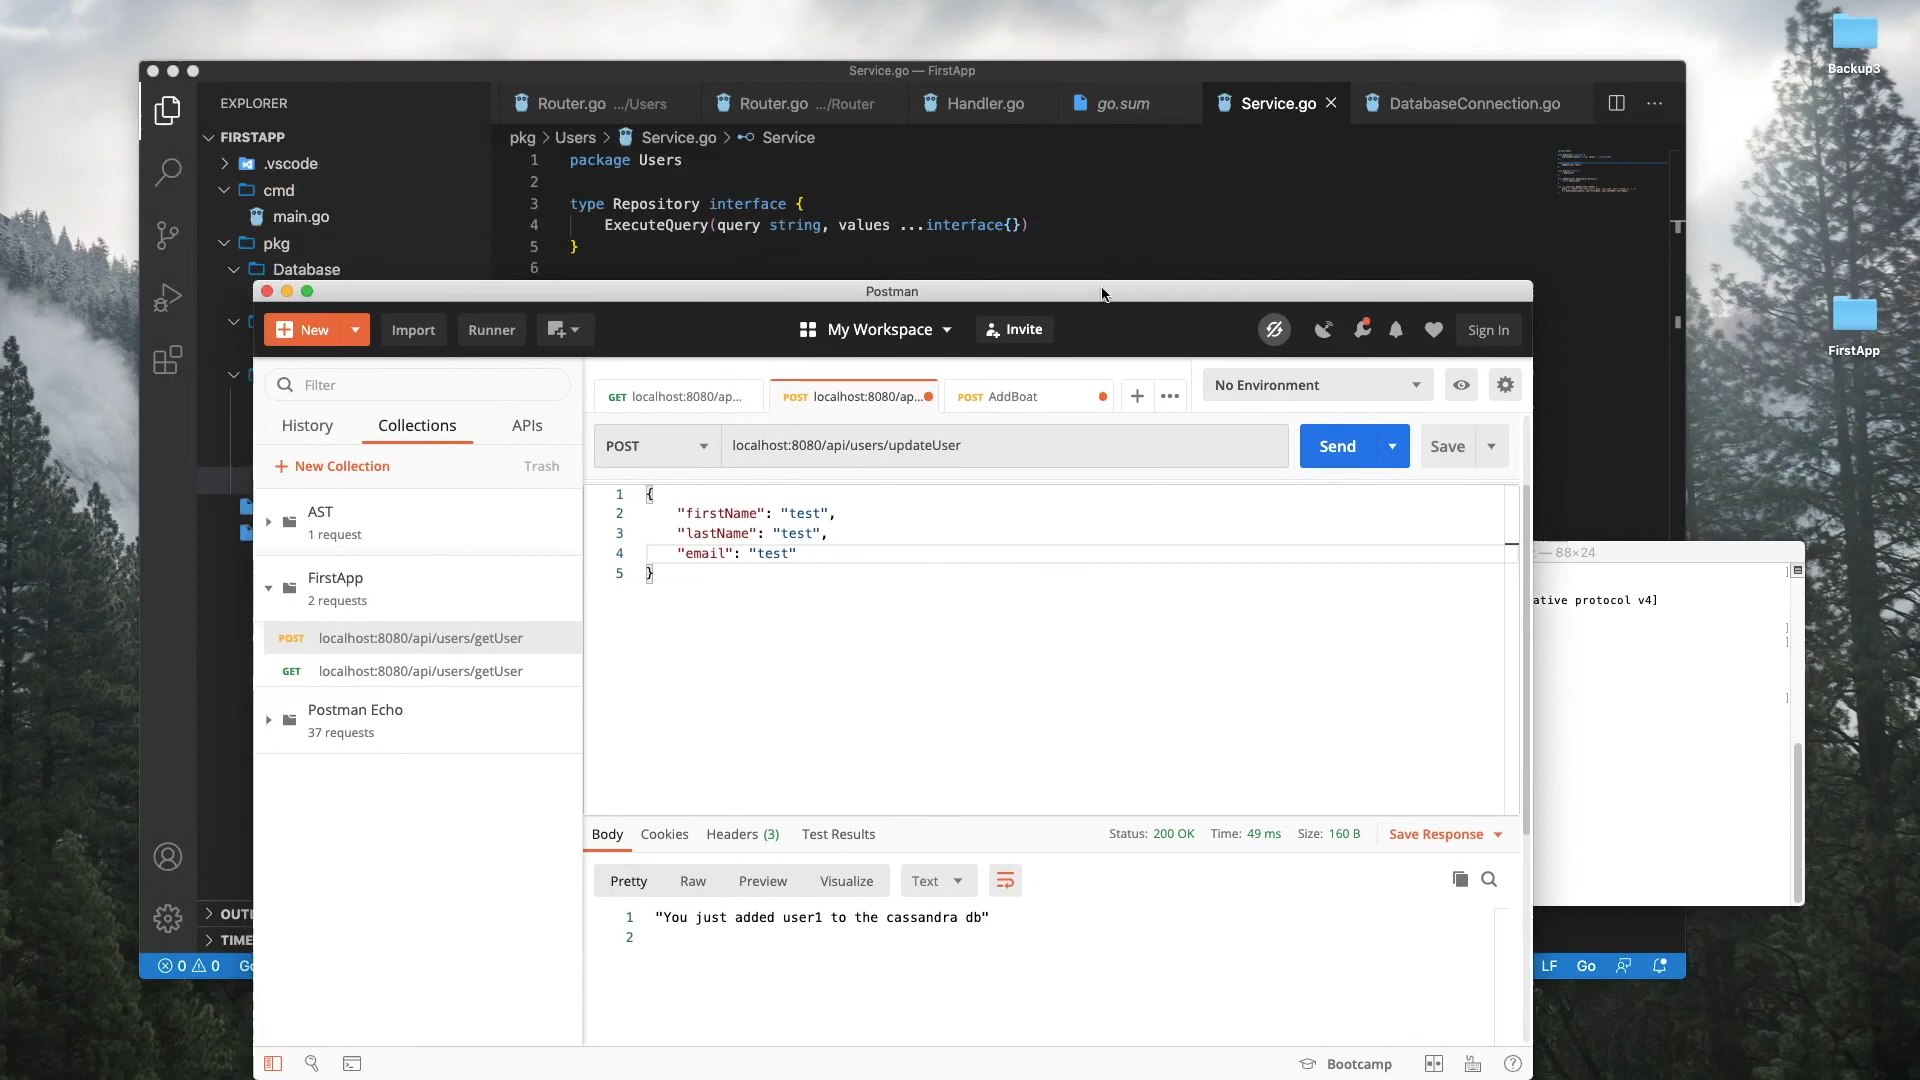 Backup3
FirstApp
Service.go — FirstApp
EXPLORER
Router.go .../Users
Router.go .../Router
Handler.go
go.sum
Service.go
DatabaseConnection.go
FIRSTAPP
.vscode
cmd
main.go
pkg
Database
pkg > Users > Service.go > Service
1 package Users
2
3 type Repository interface {
4 ExecuteQuery(query string, values ...interface{})
5 }
6
Postman
New
Import
Runner
My Workspace
Invite
Sign In
Filter
History
Collections
APIs
New Collection
Trash
AST
1 request
FirstApp
2 requests
POST localhost:8080/api/users/getUser
GET localhost:8080/api/users/getUser
Postman Echo
37 requests
GET localhost:8080/ap...
POST localhost:8080/ap...
POST AddBoat
No Environment
POST
localhost:8080/api/users/updateUser
Send
Save
1 {
2 "firstName": "test",
3 "lastName": "test",
4 "email": "test"
5 }
— 88×24
ative protocol v4]
Body
Cookies
Headers (3)
Test Results
Status: 200 OK
Time: 49 ms
Size: 160 B
Save Response
Pretty
Raw
Preview
Visualize
Text
1 "You just added user1 to the cassandra db"
2
OUTL
TIME
0
0
Go
LF
Go
Bootcamp